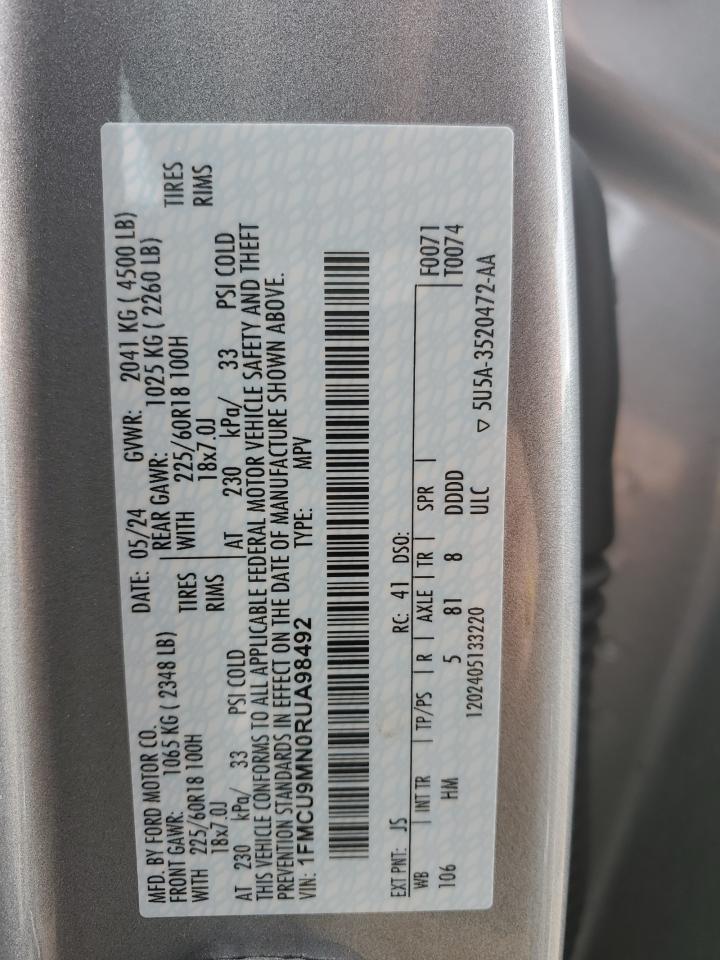 MFD. BY FORD MOTOR CO. DATE: 05/24 GVWR: 2041 KG ( 4500 LB)
FRONT GAWR: 1065 KG ( 2348 LB) REAR GAWR: 1025 KG ( 2260 LB)
WITH 225/60R18 100H TIRES WITH 225/60R18 100H TIRES
18x7.0J RIMS 18x7.0J RIMS
AT 230 kPa/ 33 PSI COLD AT 230 kPa/ 33 PSI COLD
THIS VEHICLE CONFORMS TO ALL APPLICABLE FEDERAL MOTOR VEHICLE SAFETY AND THEFT
PREVENTION STANDARDS IN EFFECT ON THE DATE OF MANUFACTURE SHOWN ABOVE.
VIN: 1FMCU9MN0RUA98492 TYPE: MPV
EXT PNT: JS RC: 41 DSO: F0071
WB INT TR TP/PS R AXLE TR SPR T0074
106 HM 5 81 8 DDDD
1202405133220 ULC ▽ 5U5A-3520472-AA